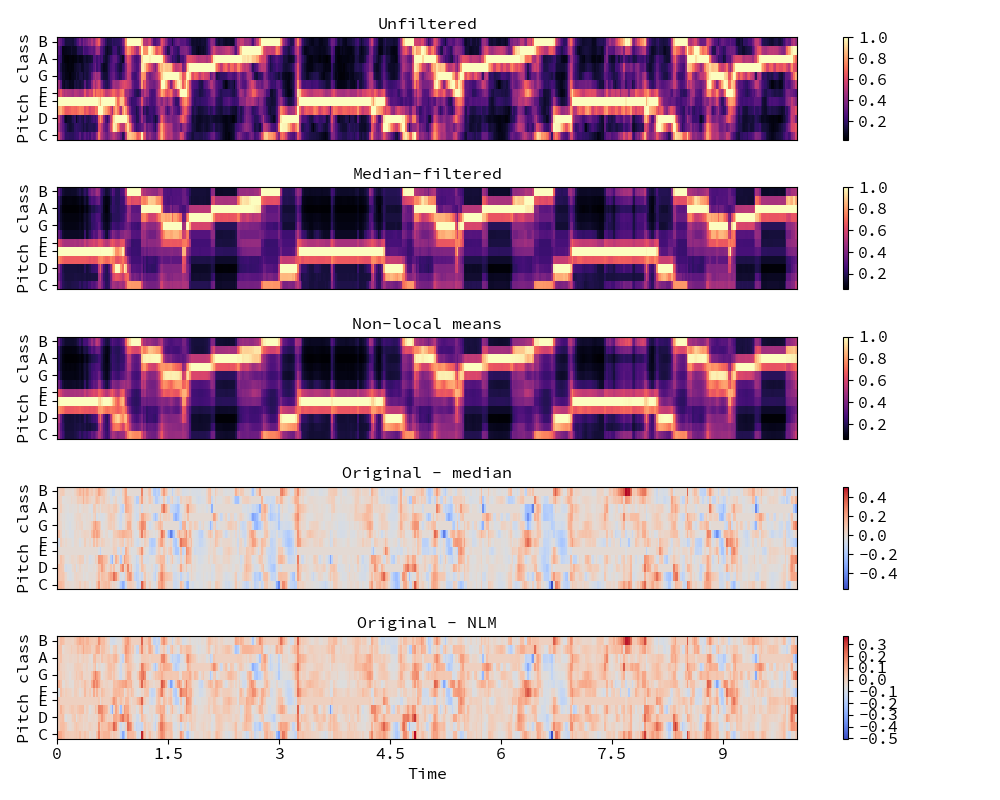 Unfiltered
Pitch class
B
A
G
F
E
D
C
1.0
0.8
0.6
0.4
0.2
Median-filtered
Pitch class
B
A
G
F
E
D
C
1.0
0.8
0.6
0.4
0.2
Non-local means
Pitch class
B
A
G
F
E
D
C
1.0
0.8
0.6
0.4
0.2
Original - median
Pitch class
B
A
G
F
E
D
C
0.4
0.2
0.0
−0.2
−0.4
Original - NLM
Pitch class
B
A
G
F
E
D
C
0.3
0.2
0.1
0.0
−0.1
−0.2
−0.3
−0.4
−0.5
0 1.5 3 4.5 6 7.5 9
Time